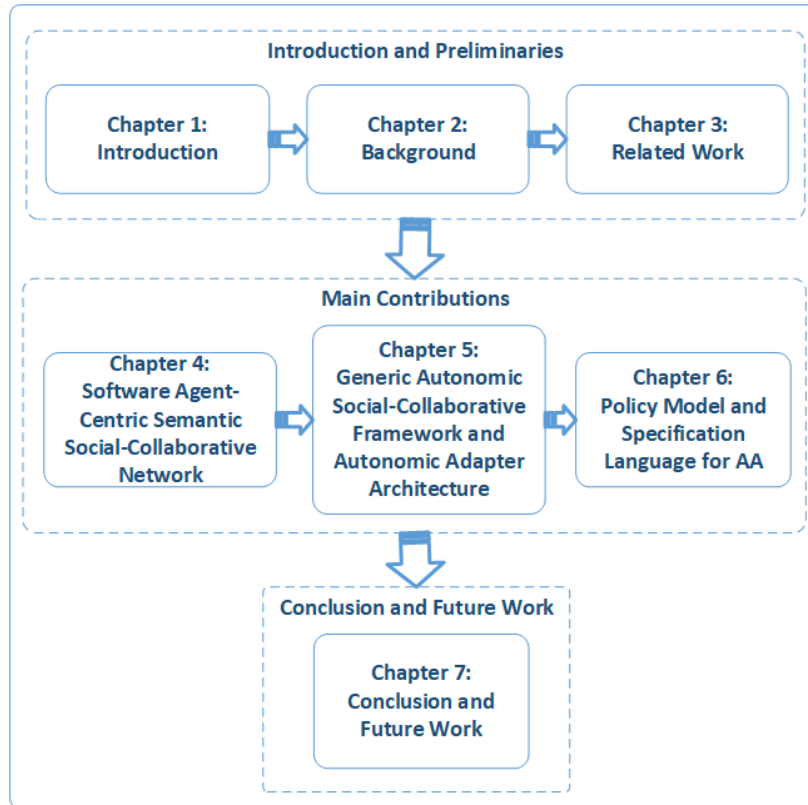 Introduction and Preliminaries
Chapter 1:
Introduction
Chapter 2:
Background
Chapter 3:
Related Work
Main Contributions
Chapter 4:
Software Agent-
Centric Semantic
Social-Collaborative
Network
Chapter 5:
Generic Autonomic
Social-Collaborative
Framework and
Autonomic Adapter
Architecture
Chapter 6:
Policy Model and
Specification
Language for AA
Conclusion and Future Work
Chapter 7:
Conclusion and
Future Work